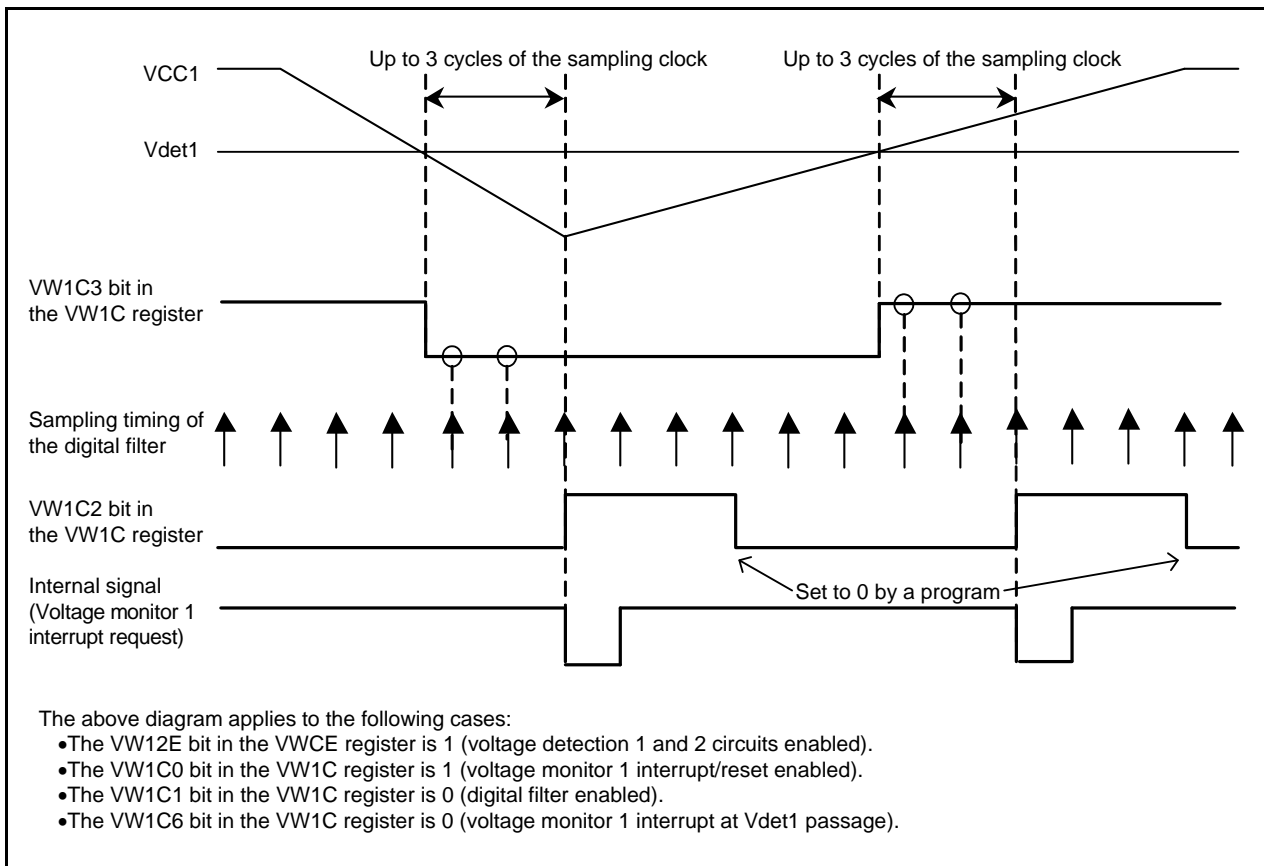 Up to 3 cycles of the sampling clock
Up to 3 cycles of the sampling clock
VCC1
Vdet1
VW1C3 bit in
the VW1C register
Sampling timing of
the digital filter
VW1C2 bit in
the VW1C register
Set to 0 by a program
Internal signal
(Voltage monitor 1
interrupt request)
The above diagram applies to the following cases:
•The VW12E bit in the VWCE register is 1 (voltage detection 1 and 2 circuits enabled).
•The VW1C0 bit in the VW1C register is 1 (voltage monitor 1 interrupt/reset enabled).
•The VW1C1 bit in the VW1C register is 0 (digital filter enabled).
•The VW1C6 bit in the VW1C register is 0 (voltage monitor 1 interrupt at Vdet1 passage).